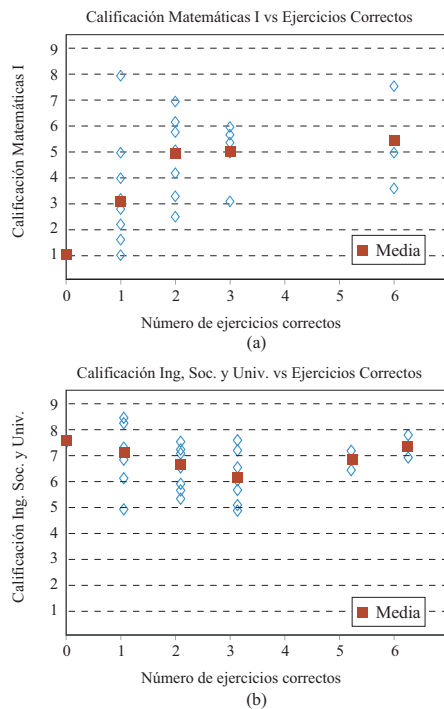 Calificación Matemáticas I vs Ejercicios Correctos
Calificación Matemáticas I
9
8
7
6
5
4
3
2
1
Media
0 1 2 3 4 5 6
Número de ejercicios correctos
(a)
Calificación Ing, Soc. y Univ. vs Ejercicios Correctos
Calificación Ing. Soc. y Univ.
9
8
7
6
5
4
3
2
1
Media
0 1 2 3 4 5 6
Número de ejercicios correctos
(b)